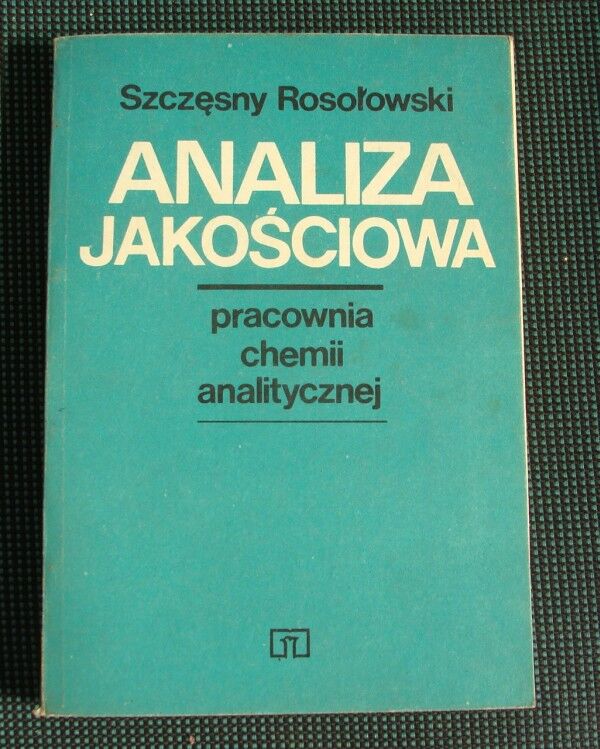 Szczęsny Rosołowski
ANALIZA
JAKOŚCIOWA
pracownia
chemii
analitycznej